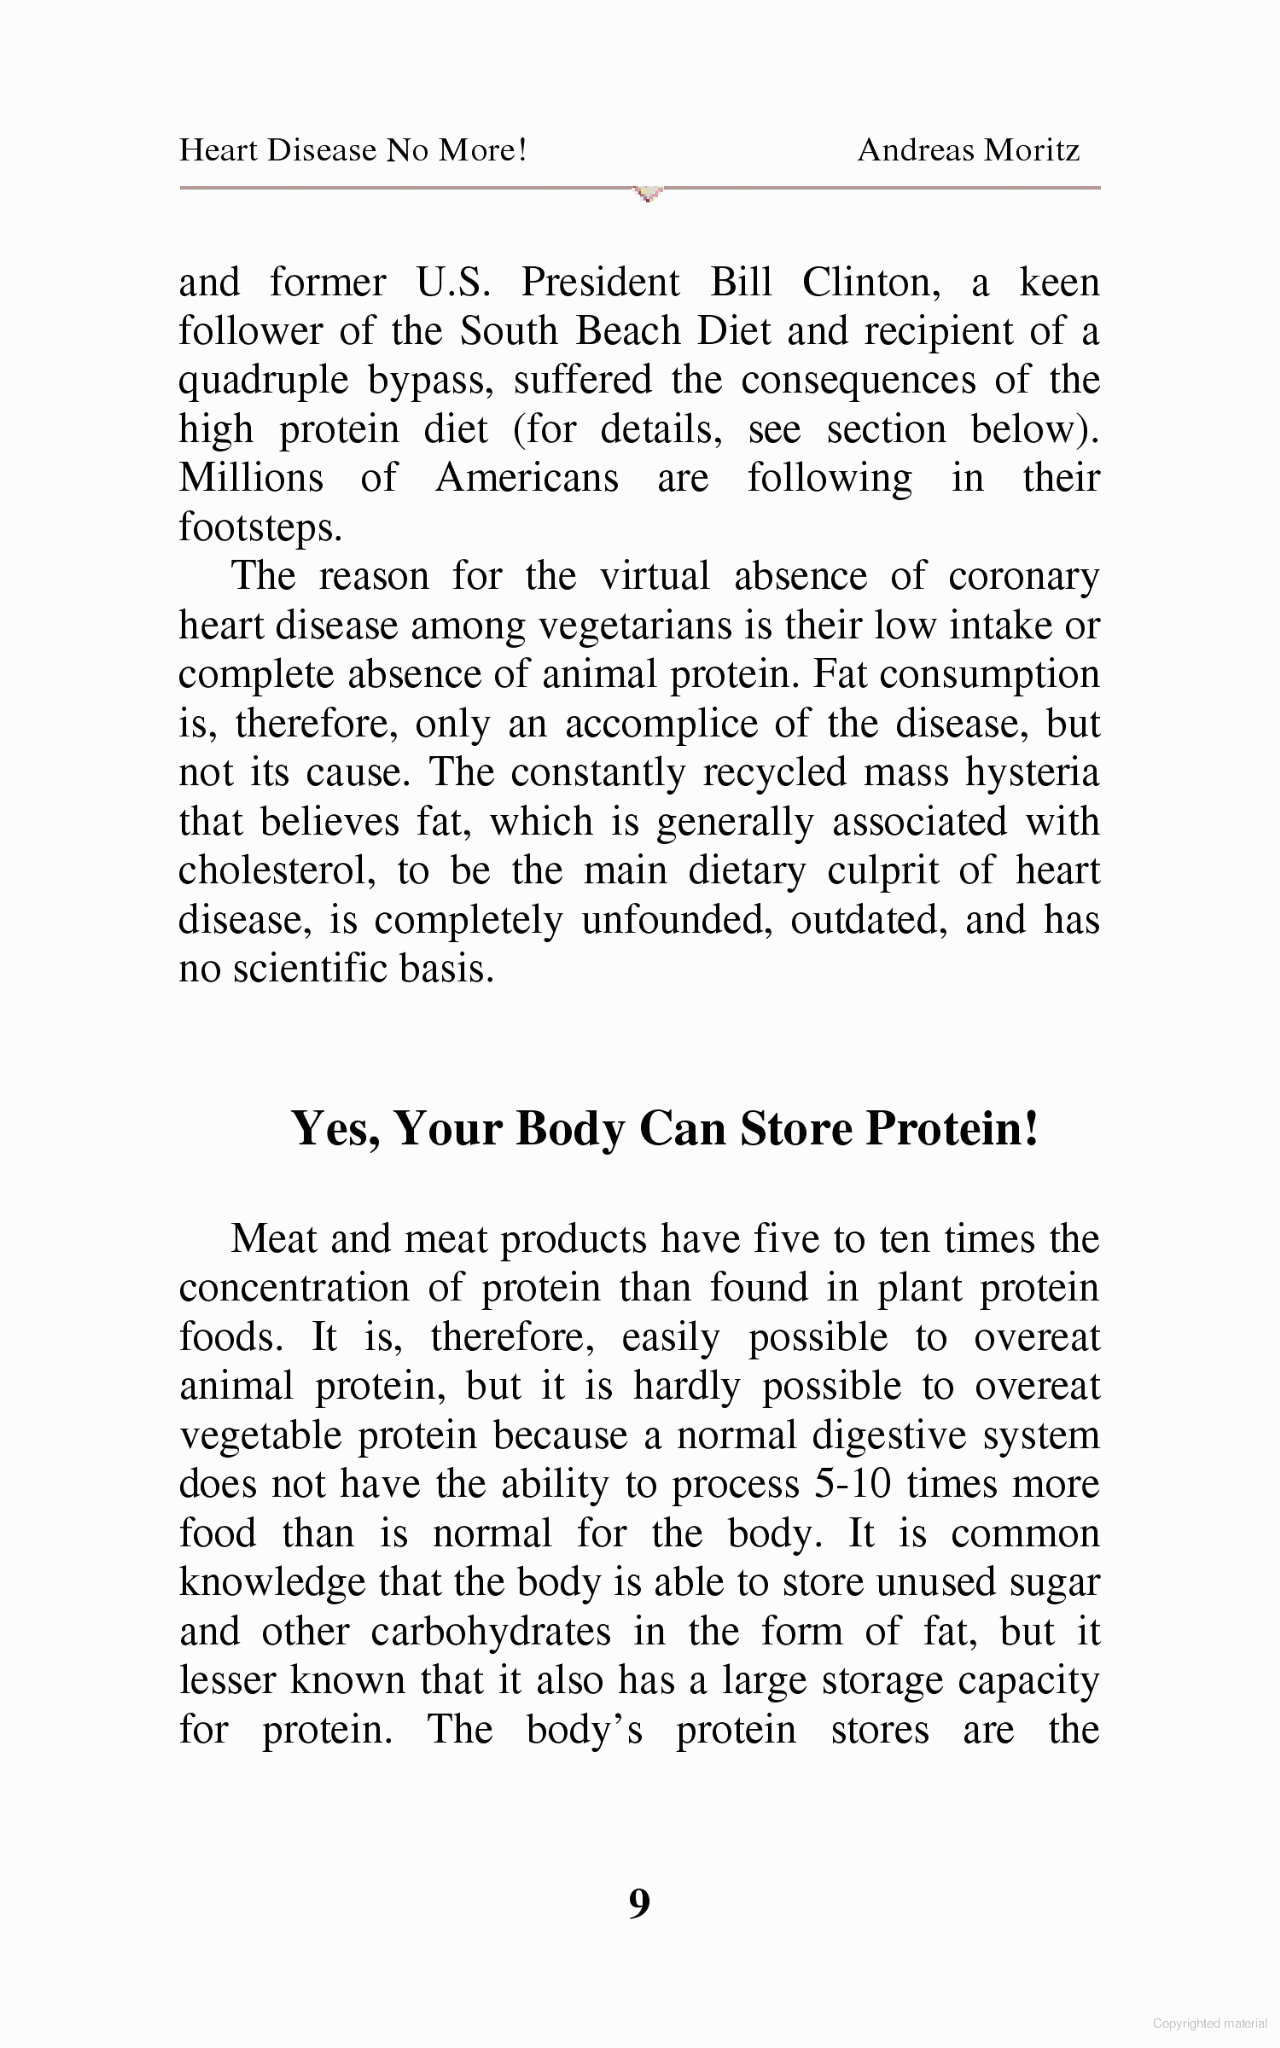 Heart Disease No More! Andreas Moritz
and former U.S. President Bill Clinton, a keen
follower of the South Beach Diet and recipient of a
quadruple bypass, suffered the consequences of the
high protein diet (for details, see section below).
Millions of Americans are following in their
footsteps.
The reason for the virtual absence of coronary
heart disease among vegetarians is their low intake or
complete absence of animal protein. Fat consumption
is, therefore, only an accomplice of the disease, but
not its cause. The constantly recycled mass hysteria
that believes fat, which is generally associated with
cholesterol, to be the main dietary culprit of heart
disease, is completely unfounded, outdated, and has
no scientific basis.
Yes, Your Body Can Store Protein!
Meat and meat products have five to ten times the
concentration of protein than found in plant protein
foods. It is, therefore, easily possible to overeat
animal protein, but it is hardly possible to overeat
vegetable protein because a normal digestive system
does not have the ability to process 5-10 times more
food than is normal for the body. It is common
knowledge that the body is able to store unused sugar
and other carbohydrates in the form of fat, but it
lesser known that it also has a large storage capacity
for protein. The body’s protein stores are the
9
Copyrighted material